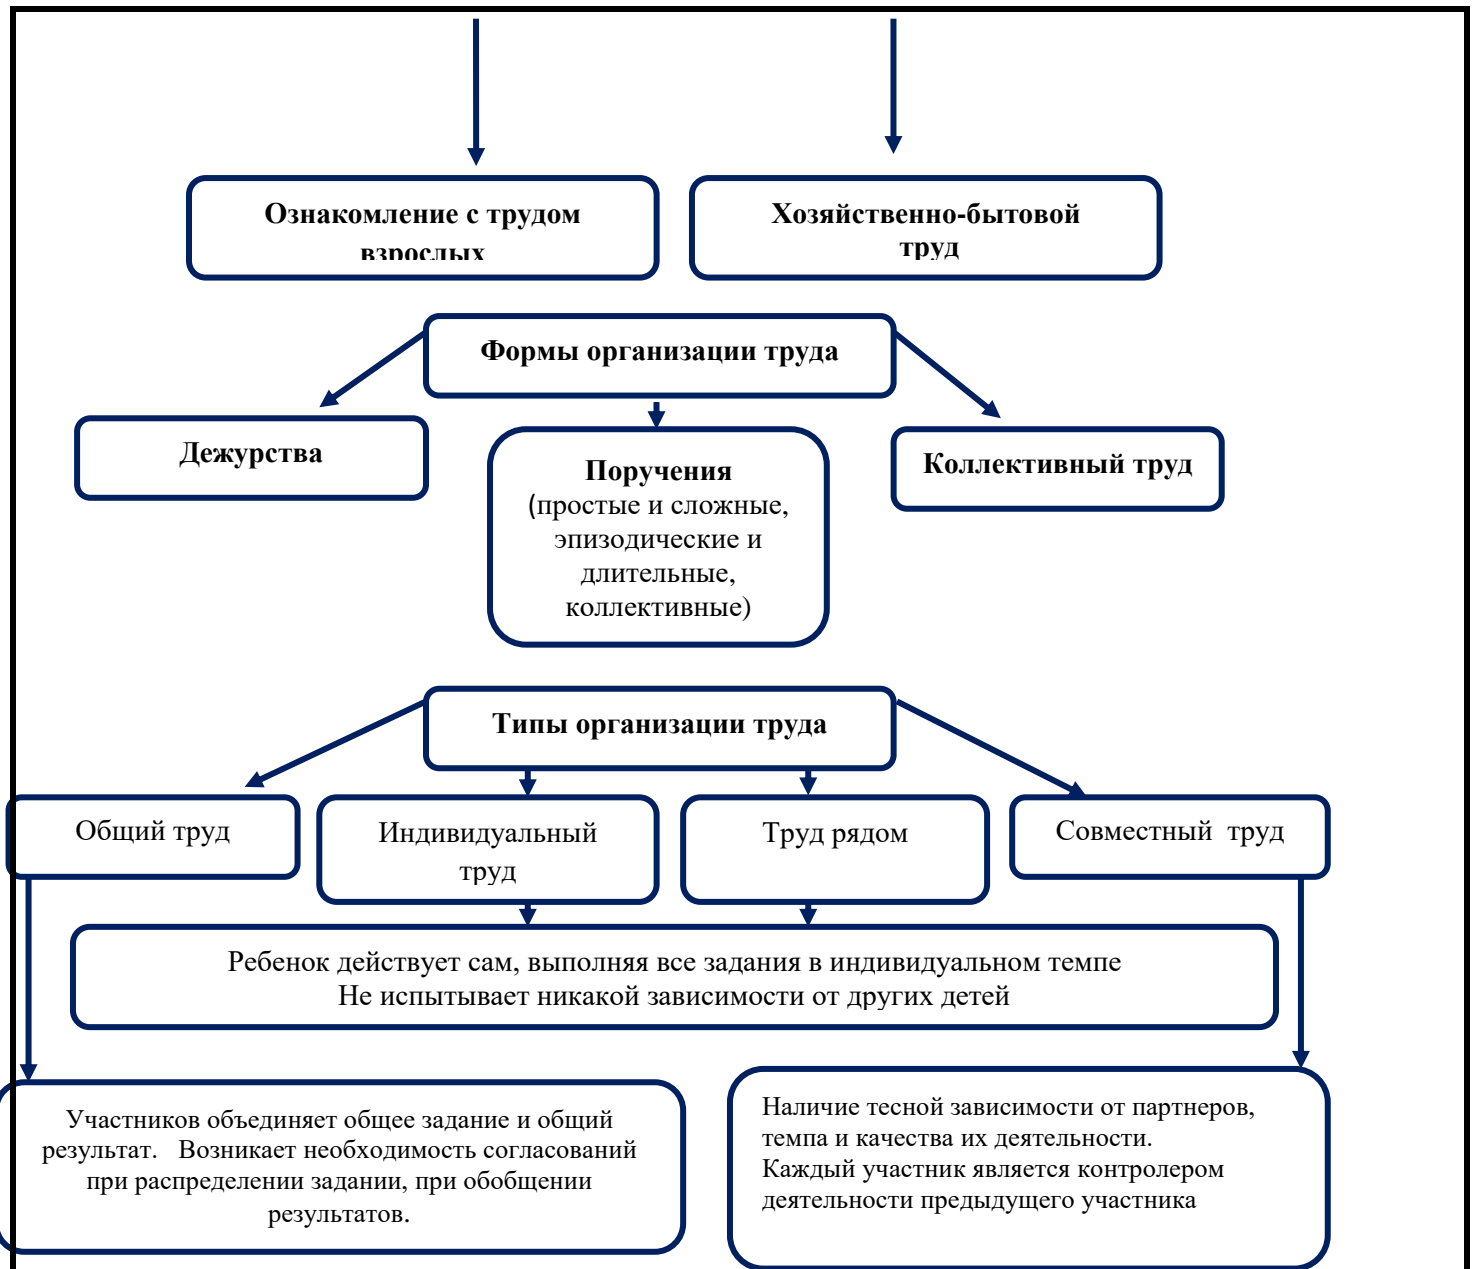 Ознакомление с трудом
взрослых
Хозяйственно-бытовой
труд
Формы организации труда
Дежурства
Поручения
(простые и сложные,
эпизодические и
длительные,
коллективные)
Коллективный труд
Типы организации труда
Общий труд
Индивидуальный
труд
Труд рядом
Совместный труд
Ребенок действует сам, выполняя все задания в индивидуальном темпе
Не испытывает никакой зависимости от других детей
Участников объединяет общее задание и общий
результат. Возникает необходимость согласований
при распределении задании, при обобщении
результатов.
Наличие тесной зависимости от партнеров,
темпа и качества их деятельности.
Каждый участник является контролером
деятельности предыдущего участника